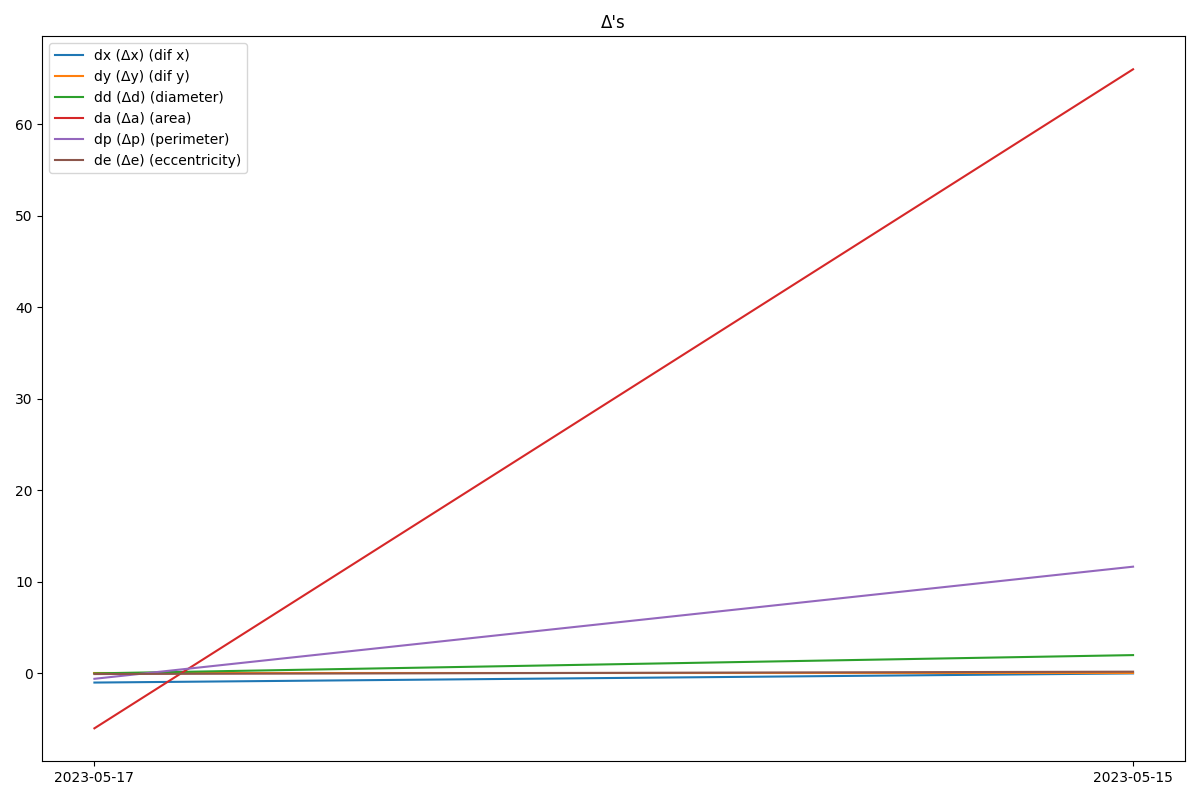 Δ's
dx (Δx) (dif x)
dy (Δy) (dif y)
dd (Δd) (diameter)
da (Δa) (area)
dp (Δp) (perimeter)
de (Δe) (eccentricity)
60
50
40
30
20
10
0
2023-05-17
2023-05-15